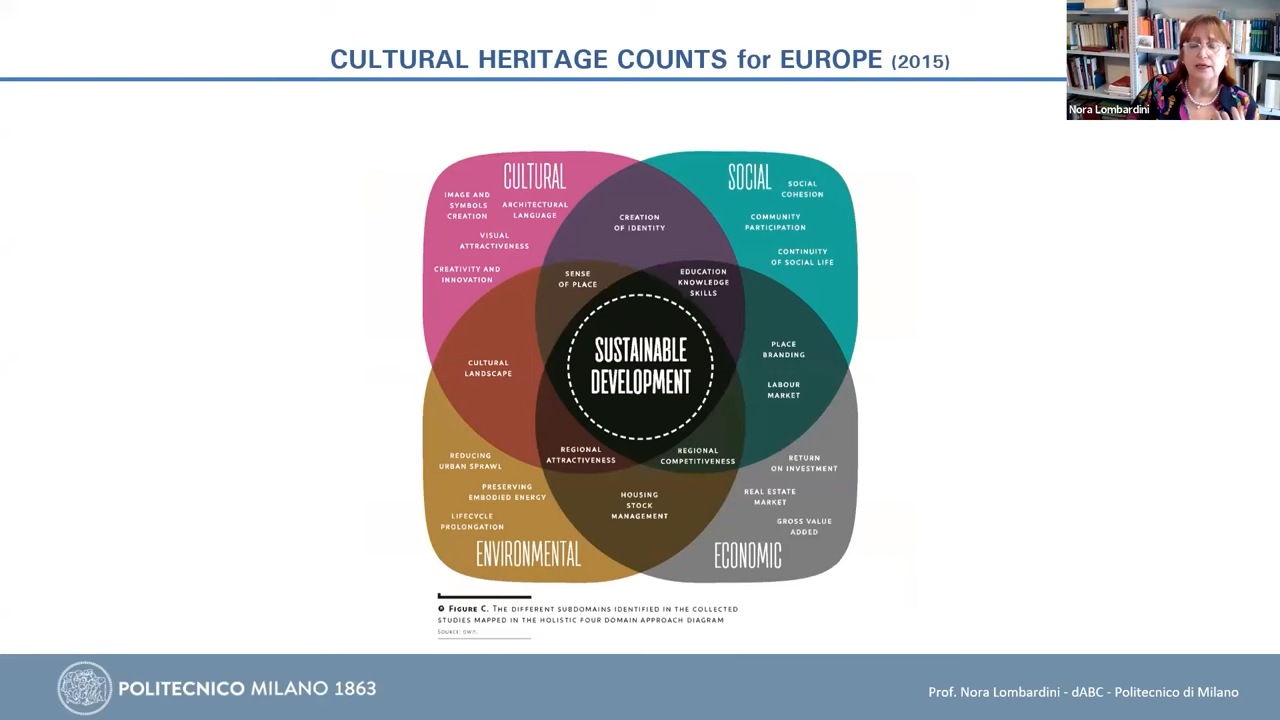 CULTURAL HERITAGE COUNTS for EUROPE (2015)
Nora Lombardini
CULTURAL
IMAGE AND
SYMBOLS
CREATION
ARCHITECTURAL
LANGUAGE
VISUAL
ATTRACTIVENESS
CREATIVITY AND
INNOVATION
CREATION
OF IDENTITY
SOCIAL
SOCIAL
COHESION
COMMUNITY
PARTICIPATION
CONTINUITY
OF SOCIAL LIFE
SENSE
OF PLACE
EDUCATION
KNOWLEDGE
SKILLS
CULTURAL
LANDSCAPE
SUSTAINABLE
DEVELOPMENT
PLACE
BRANDING
LABOUR
MARKET
REGIONAL
ATTRACTIVENESS
REGIONAL
COMPETITIVENESS
REDUCING
URBAN SPRAWL
PRESERVING
EMBODIED ENERGY
LIFECYCLE
PROLONGATION
ENVIRONMENTAL
HOUSING
STOCK
MANAGEMENT
RETURN
ON INVESTMENT
REAL ESTATE
MARKET
GROSS VALUE
ADDED
ECONOMIC
FIGURE C. THE DIFFERENT SUBDOMAINS IDENTIFIED IN THE COLLECTED
STUDIES MAPPED IN THE HOLISTIC FOUR DOMAIN APPROACH DIAGRAM
SOURCE: OWN.
POLITECNICO MILANO 1863
Prof. Nora Lombardini - dABC - Politecnico di Milano